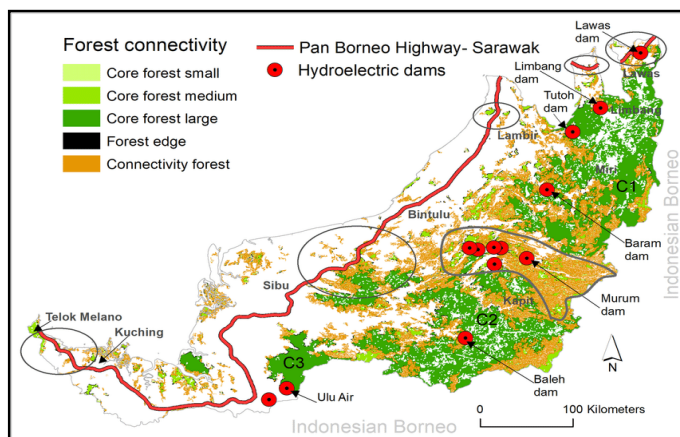 Forest connectivity
Core forest small
Core forest medium
Core forest large
Forest edge
Connectivity forest
Pan Borneo Highway- Sarawak
Hydroelectric dams
Lawas
dam
Lawas
Limbang
dam
Limbang
Tutoh
dam
Lambir
Miri
C1
Baram
dam
Bintulu
Murum
dam
Kapit
C2
Baleh
dam
Sibu
Telok Melano
Kuching
C3
Ulu Air
Indonesian Borneo
Indonesian Borneo
N
0 100 Kilometers